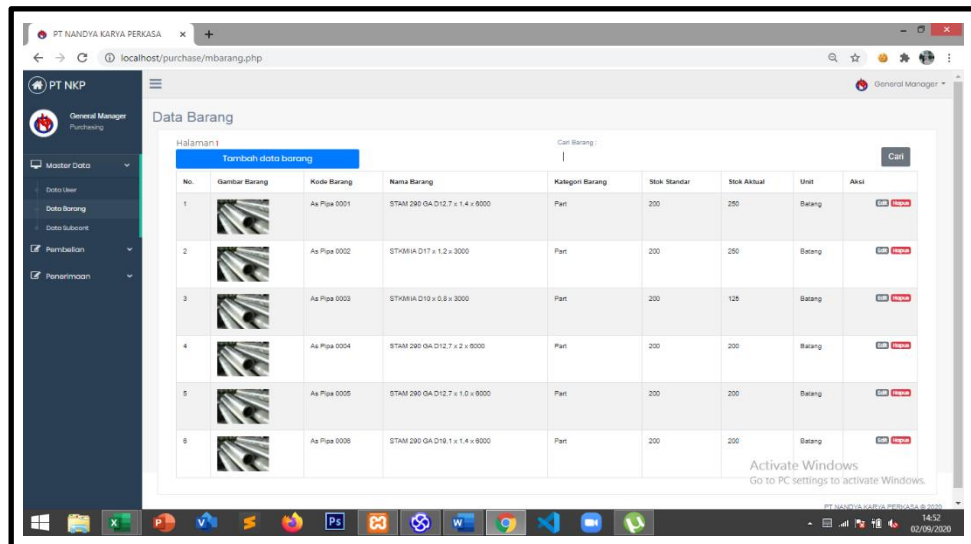 PT NANDYA KARYA PERKASA
localhost/purchase/mbarang.php
PT NKP
General Manager
General Manager
Purchasing
Data Barang
Halaman 1
Cari Barang :
Tambah data barang
Cari
Master Data
Data User
Data Barang
Data Subcont
Pembelian
Penerimaan
No. Gambar Barang Kode Barang Nama Barang Kategori Barang Stok Standar Stok Aktual Unit Aksi
1 As Pipa 0001 STAM 290 GA D12.7 x 1.4 x 6000 Part 200 250 Batang Edit Hapus
2 As Pipa 0002 STKMIIA D17 x 1.2 x 3000 Part 200 250 Batang Edit Hapus
3 As Pipa 0003 STKMIIA D10 x 0,8 x 3000 Part 200 125 Batang Edit Hapus
4 As Pipa 0004 STAM 290 GA D12,7 x 2 x 6000 Part 200 200 Batang Edit Hapus
5 As Pipa 0005 STAM 290 GA D12,7 x 1,0 x 6000 Part 200 200 Batang Edit Hapus
6 As Pipa 0006 STAM 290 GA D19,1 x 1,4 x 6000 Part 200 200 Batang Edit Hapus
Activate Windows
Go to PC settings to activate Windows.
PT NANDYA KARYA PERKASA @ 2020
14:52
02/09/2020